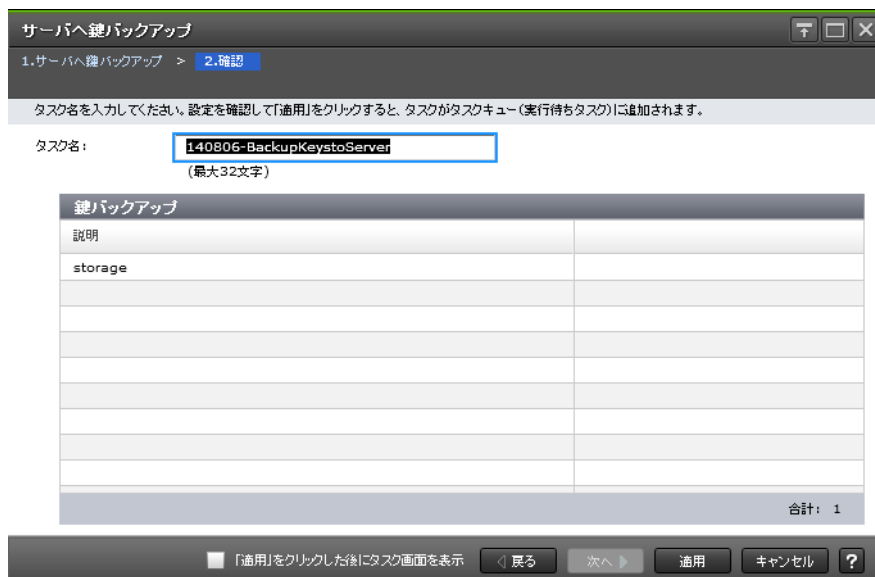 サーバへ鍵バックアップ
1.サーバへ鍵バックアップ > 2.確認
タスク名を入力してください。設定を確認して「適用」をクリックすると、タスクがタスクキュー(実行待ちタスク)に追加されます。
タスク名: 140806-BackupKeystoServer
(最大32文字)
鍵バックアップ
説明
storage
合計: 1
「適用」をクリックした後にタスク画面を表示 戻る 次へ 適用 キャンセル ?